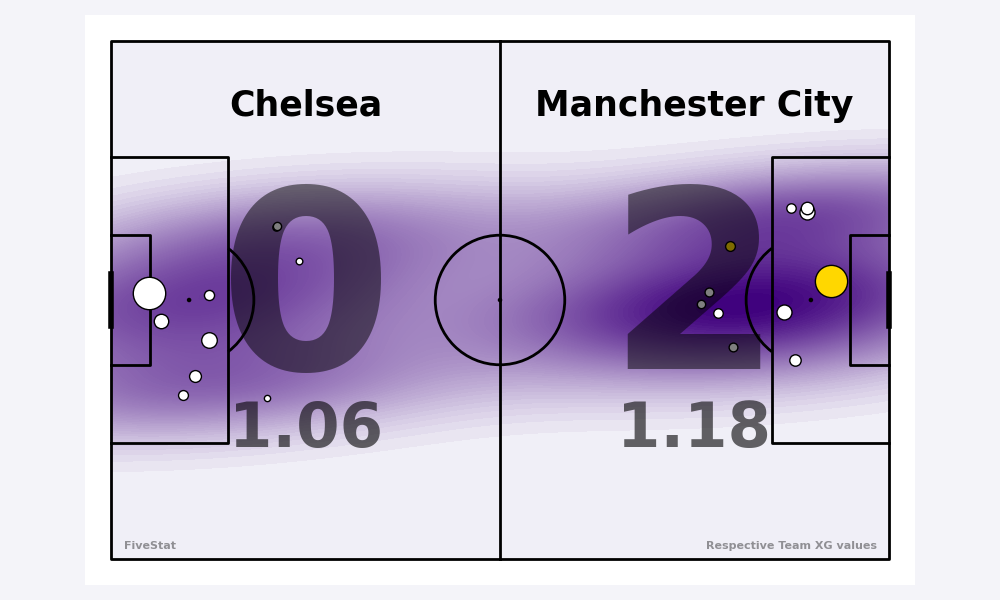 Chelsea
Manchester City
0
2
1.06
1.18
FiveStat
Respective Team XG values